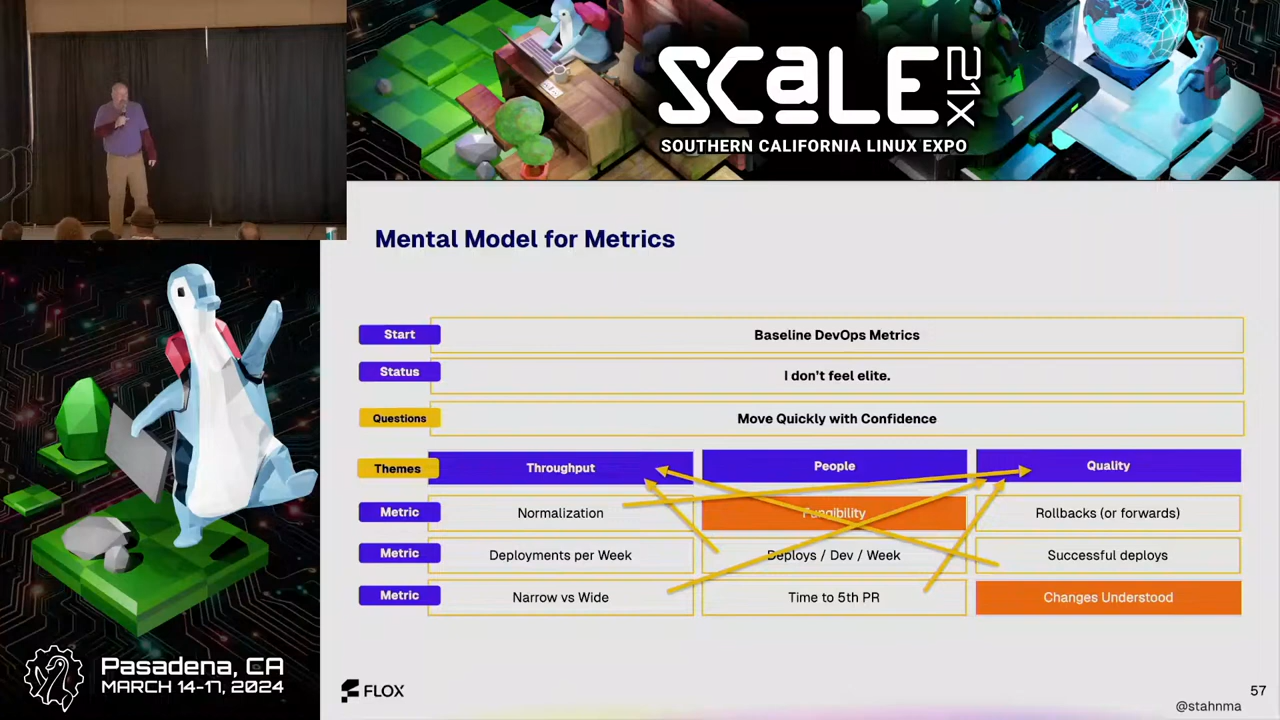 SCaLE 21x
SOUTHERN CALIFORNIA LINUX EXPO
Mental Model for Metrics
Start
Baseline DevOps Metrics
Status
I don't feel elite.
Questions
Move Quickly with Confidence
Themes
Throughput
People
Quality
Metric
Normalization
Fungibility
Rollbacks (or forwards)
Metric
Deployments per Week
Deploys / Dev / Week
Successful deploys
Metric
Narrow vs Wide
Time to 5th PR
Changes Understood
Pasadena, CA
MARCH 14-17, 2024
FLOX
57
@stahnma